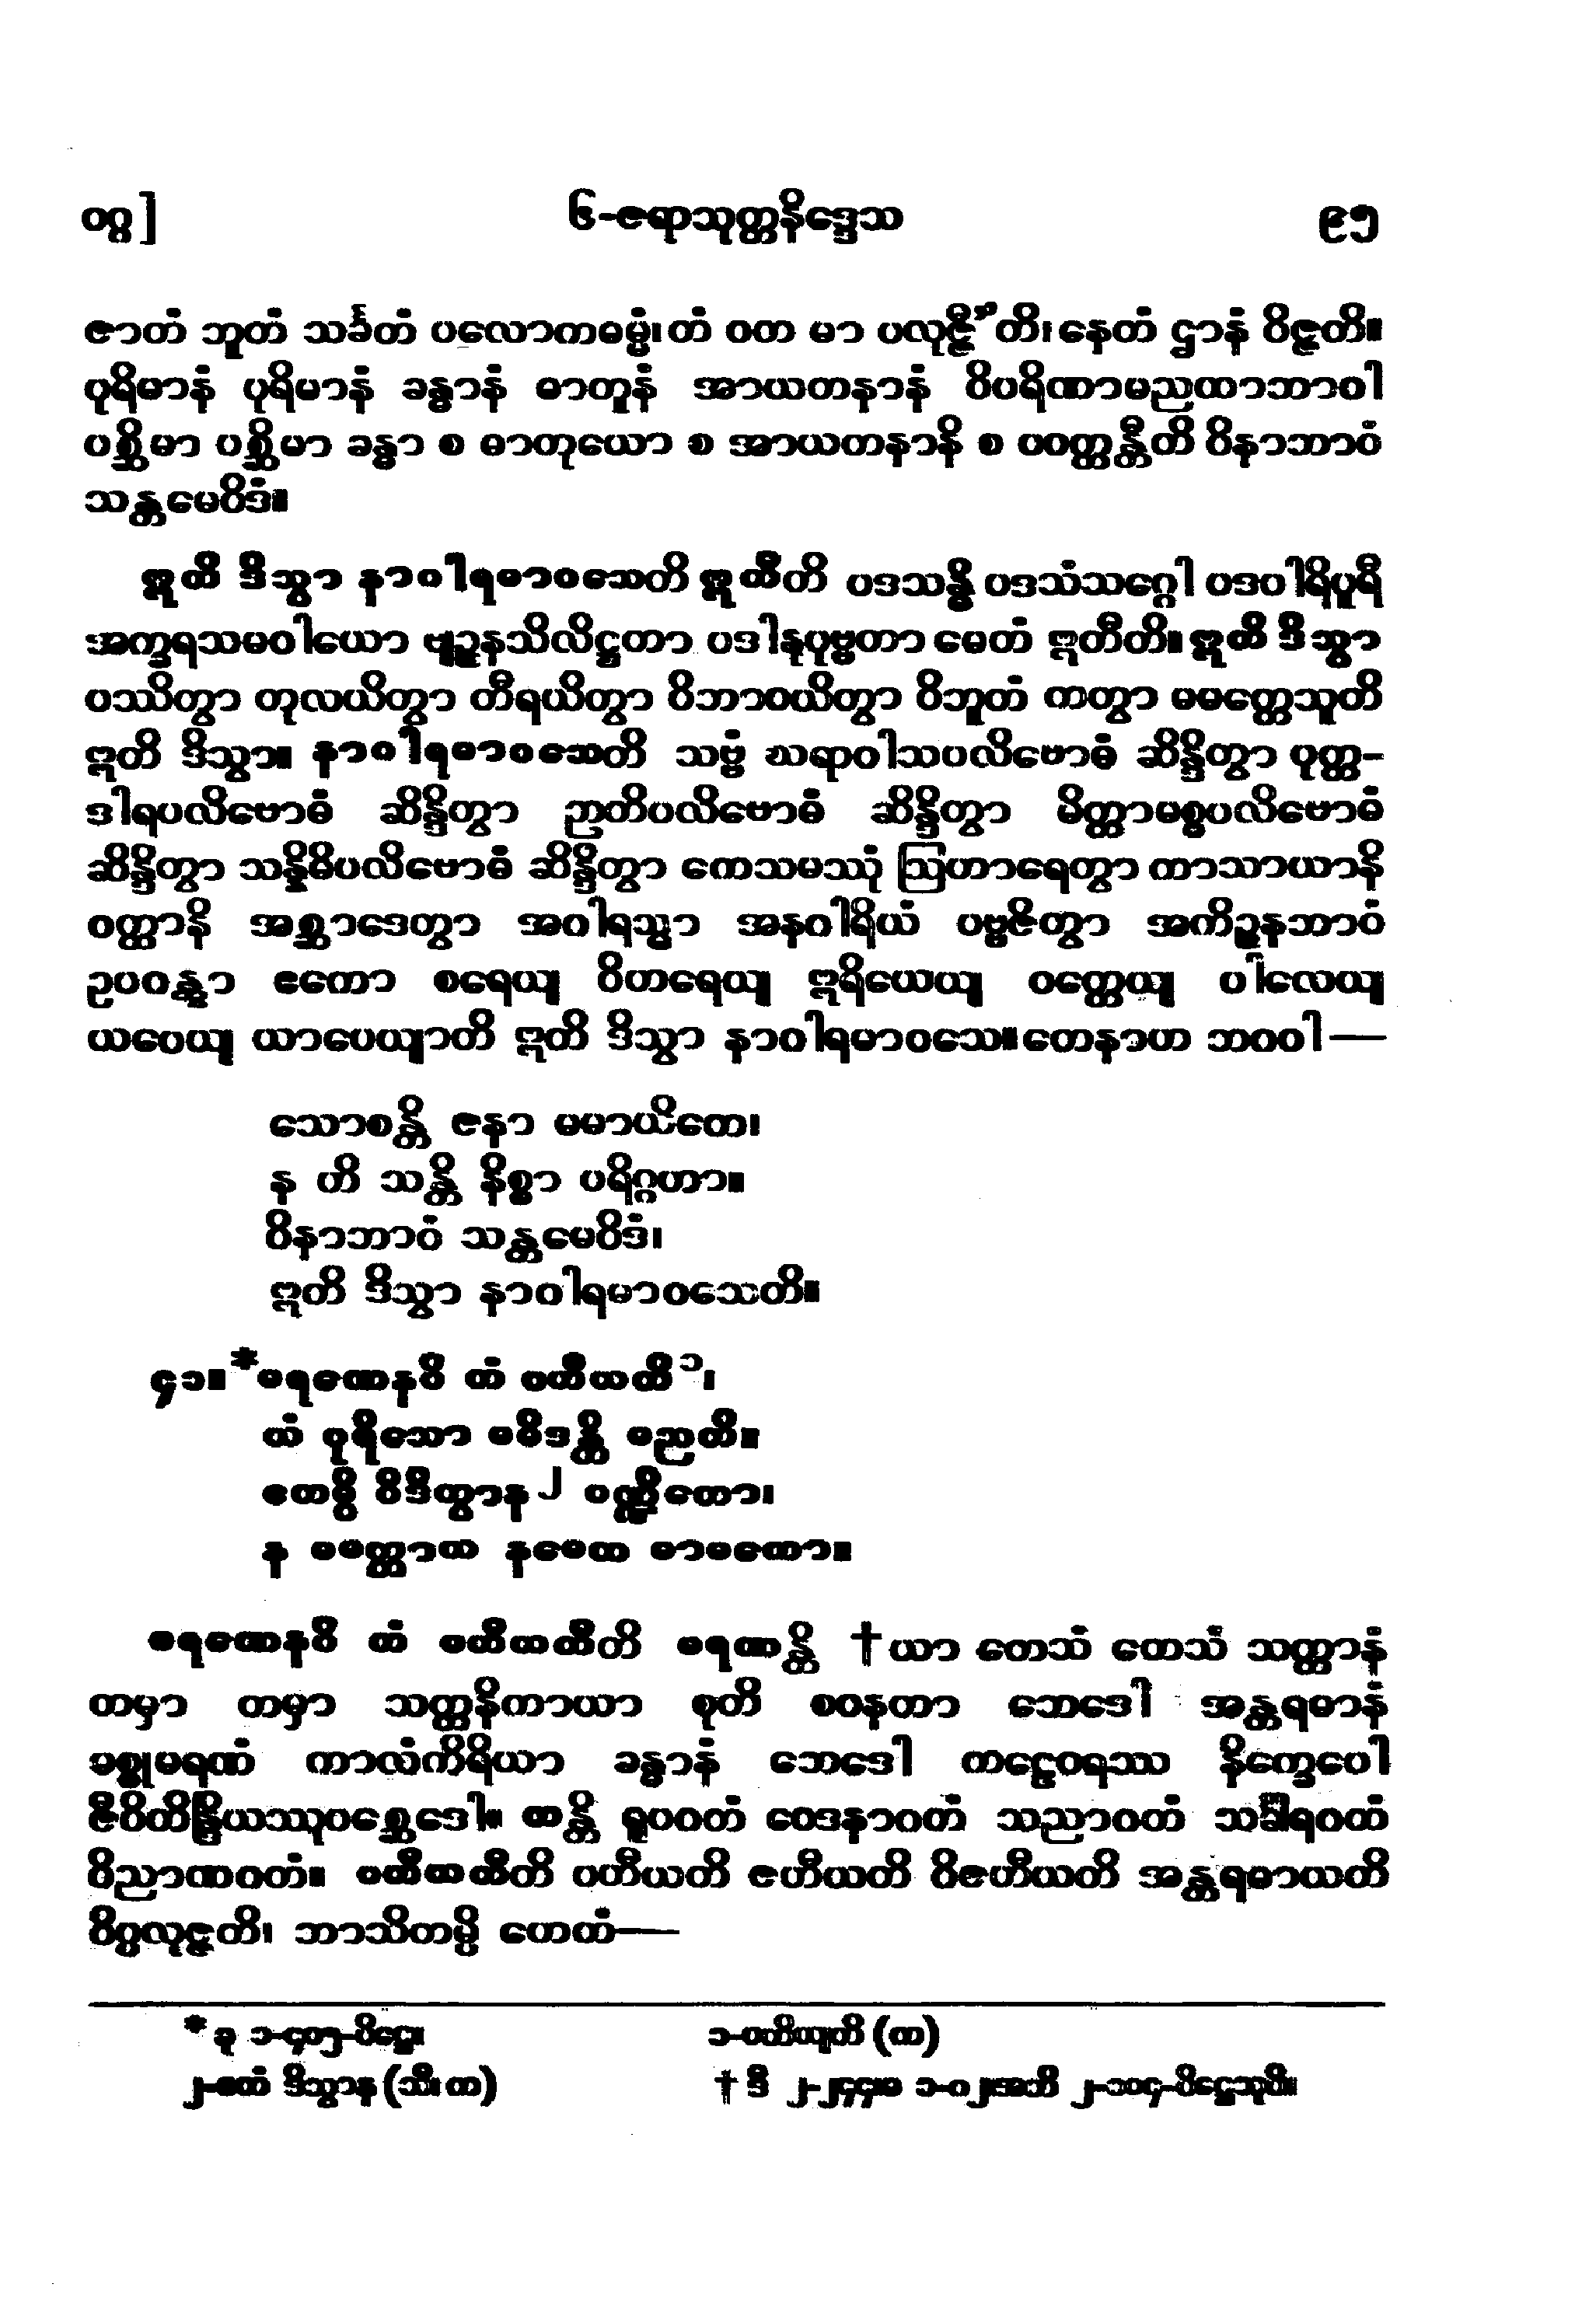 ဝဂ္ဂ]
၆-ဇရာသုတ္တနိဒ္ဒေသ
၉၅
ဇာတံ ဘူတံ သင်္ခတံ ပလောကဓမ္မံ၊ တံ ဝတ မာ ပလုဇ္ဇီ”တိ၊ နေတံ ဌာနံ ဝိဇ္ဇတိ။
ပုရိမာနံ ပုရိမာနံ ခန္ဓာနံ ဓာတူနံ အာယတနာနံ ဝိပရိဏာမညထာဘာဝါ
ပစ္ဆိမာ ပစ္ဆိမာ ခန္ဓာ စ ဓာတုယော စ အာယတနာနိ စ ပဝတ္တန္တီတိ ဝိနာဘာဝံ
သန္တမေဝိဒံ။
ဣတိ ဒိသွာ နာဂါရမာဝသေတိ ဣတီတိ ပဒသန္ဓိ ပဒသံသဂ္ဂေါ ပဒပါရိပူရီ
အက္ခရသမဝါယော ဗျဉ္ဇနသိလိဋ္ဌတာ ပဒါနုပုဗ္ဗတာ မေတံ ဣတီတိ။ ဣတိ ဒိသွာ
ပဿိတွာ တုလယိတွာ တီရယိတွာ ဝိဘာဝယိတွာ ဝိဘူတံ ကတွာ မမတ္တေသူတိ
ဣတိ ဒိသွာ။ နာဂါရမာဝသေတိ သဗ္ဗံ ဃရာဝါသပလိဗောဓံ ဆိန္ဒိတွာ ပုတ္တ-
ဒါရပလိဗောဓံ ဆိန္ဒိတွာ ဉာတိပလိဗောဓံ ဆိန္ဒိတွာ မိတ္တာမစ္စပလိဗောဓံ
ဆိန္ဒိတွာ သန္နိဓိပလိဗောဓံ ဆိန္ဒိတွာ ကေသမဿုံ ဩဟာရေတွာ ကာသာယာနိ
ဝတ္ထာနိ အစ္ဆာဒေတွာ အဂါရသ္မာ အနဂါရိယံ ပဗ္ဗဇိတွာ အကိဉ္စနဘာဝံ
ဥပဂန္တွာ ဧကော စရေယျ ဝိဟရေယျ ဣရိယေယျ ဝတ္တေယျ ပါလေယျ
ယပေယျ ယာပေယျာတိ ဣတိ ဒိသွာ နာဂါရမာဝသေ။ တေနာဟ ဘဂဝါ—
သောစန္တိ ဇနာ မမာယိတေ၊
န ဟိ သန္တိ နိစ္စာ ပရိဂ္ဂဟာ။
ဝိနာဘာဝံ သန္တမေဝိဒံ၊
ဣတိ ဒိသွာ နာဂါရမာဝသေတိ။
၄၁။ *မရဏေနပိ တံ ပဟီယတိ၁၊
ယံ ပုရိသော မမိဒန္တိ မညတိ။
ဧတမ္ပိ ဝိဒိတွာန၂ ပဏ္ဍိတော၊
န မမတ္တာယ နမေထ မာမကော။
မရဏေနပိ တံ ပဟီယတီတိ မရဏန္တိ †ယာ တေသံ တေသံ သတ္တာနံ
တမှာ တမှာ သတ္တနိကာယာ စုတိ စဝနတာ ဘေဒေါ အန္တရဓာနံ
မစ္စုမရဏံ ကာလံကိရိယာ ခန္ဓာနံ ဘေဒေါ ကဠေဝရဿ နိက္ခေပေါ
ဇီဝိတိန္ဒြိယဿုပစ္ဆေဒေါ။ တန္တိ ရူပဂတံ ဝေဒနာဂတံ သညာဂတံ သင်္ခါရဂတံ
ဝိညာဏဂတံ။ ပဟီယတီတိ ပဟီယတိ ဇဟီယတိ ဝိဇဟီယတိ အန္တရဓာယတိ
ဝိပ္ပလုဇ္ဇတိ၊ ဘာသိတမ္ပိ ဟေတံ—
* ခု ၁-၄၀၅-ပိဋ္ဌေ။
၁-ပဟိယျတိ (က)
၂-ဧတံ ဒိသွာန (သီ၊ က)
† ဒီ ၂-၂၄၄၊မ ၁-၈၂၊အဘိ ၂-၁၀၄-ပိဋ္ဌေသုပိ။